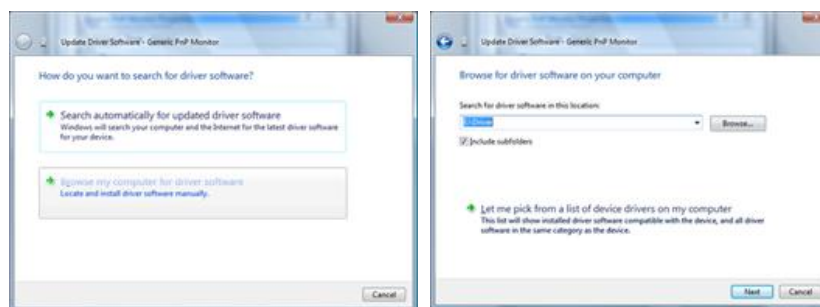 Update Driver Software - Generic PnP Monitor
How do you want to search for driver software?
Search automatically for updated driver software
Windows will search your computer and the Internet for the latest driver software
for your device.
Browse my computer for driver software
Locate and install driver software manually.
Cancel
Update Driver Software - Generic PnP Monitor
Browse for driver software on your computer
Search for driver software in this location:
Browse...
Include subfolders
Let me pick from a list of device drivers on my computer
This list will show installed driver software compatible with the device, and all driver
software in the same category as the device.
Next Cancel